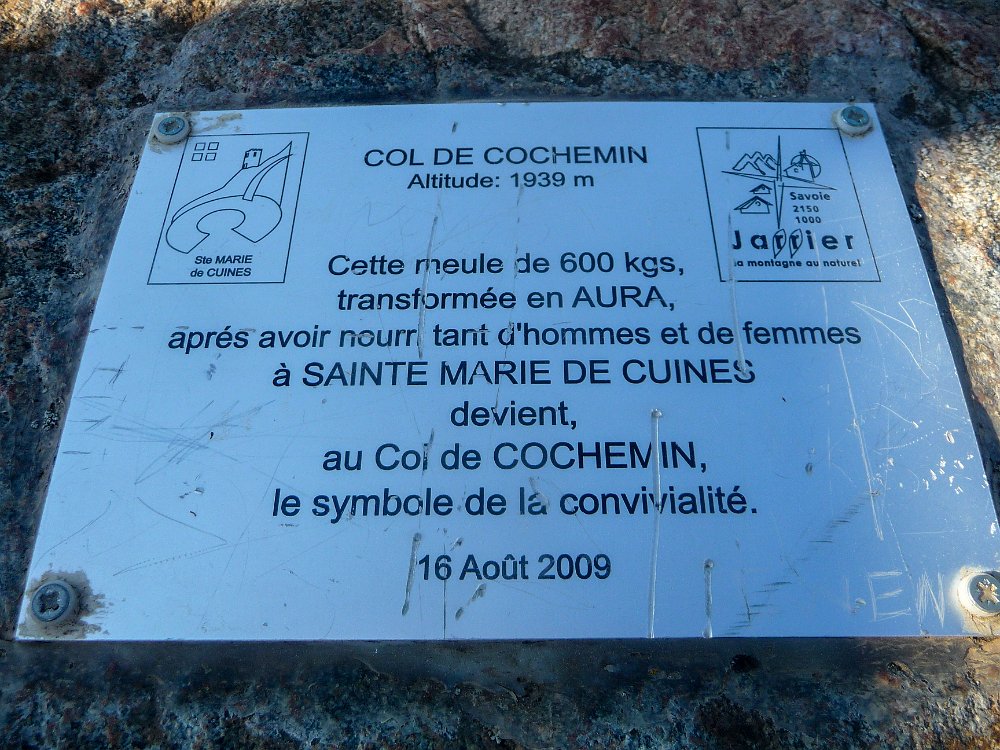 COL DE COCHEMIN
Altitude: 1939 m
Ste MARIE
de CUINES
Savoie
2150
1000
Jarrier
la montagne au naturel
Cette meule de 600 kgs,
transformée en AURA,
aprés avoir nourri tant d'hommes et de femmes
à SAINTE MARIE DE CUINES
devient,
au Col de COCHEMIN,
le symbole de la convivialité.
16 Août 2009